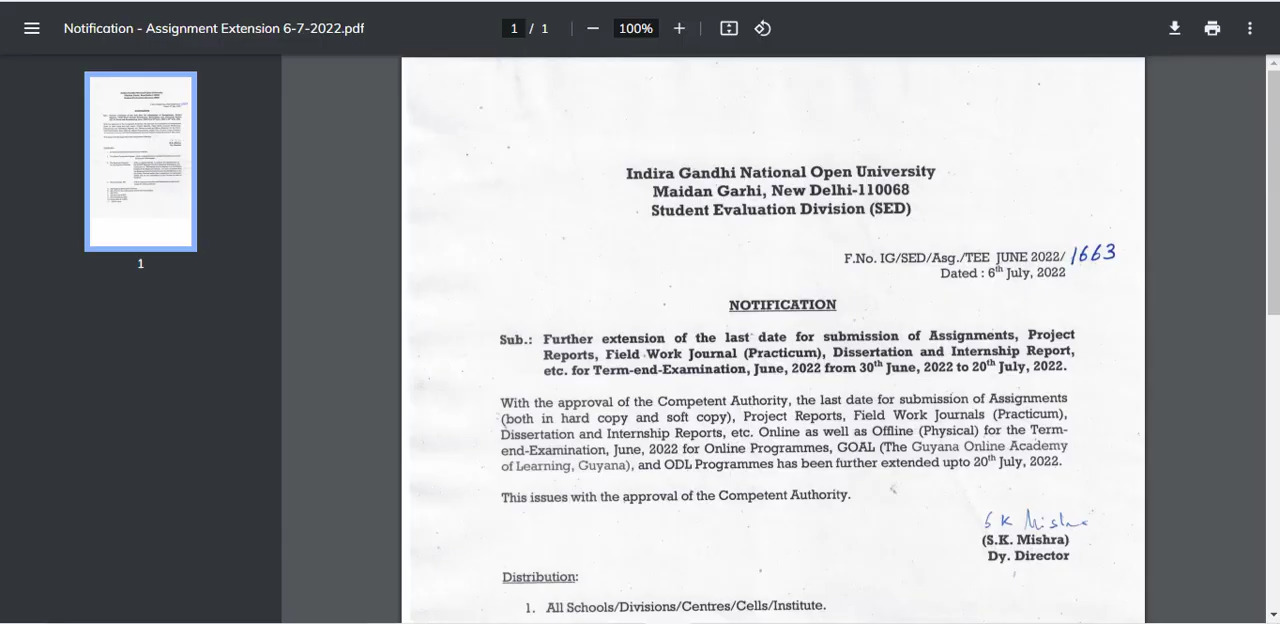 Notification - Assignment Extension 6-7-2022.pdf
1 / 1
100%
1
Indira Gandhi National Open University
Maidan Garhi, New Delhi-110068
Student Evaluation Division (SED)
F.No. IG/SED/Asg./TEE JUNE 2022/ 1663
Dated : 6th July, 2022
NOTIFICATION
Sub.: Further extension of the last date for submission of Assignments, Project
Reports, Field Work Journal (Practicum), Dissertation and Internship Report,
etc. for Term-end-Examination, June, 2022 from 30th June, 2022 to 20th July, 2022.
With the approval of the Competent Authority, the last date for submission of Assignments
(both in hard copy and soft copy), Project Reports, Field Work Journals (Practicum),
Dissertation and Internship Reports, etc. Online as well as Offline (Physical) for the Term-
end-Examination, June, 2022 for Online Programmes, GOAL (The Guyana Online Academy
of Learning, Guyana), and ODL Programmes has been further extended upto 20th July, 2022.
This issues with the approval of the Competent Authority.
S K Mishra
(S.K. Mishra)
Dy. Director
Distribution:
1. All Schools/Divisions/Centres/Cells/Institute.